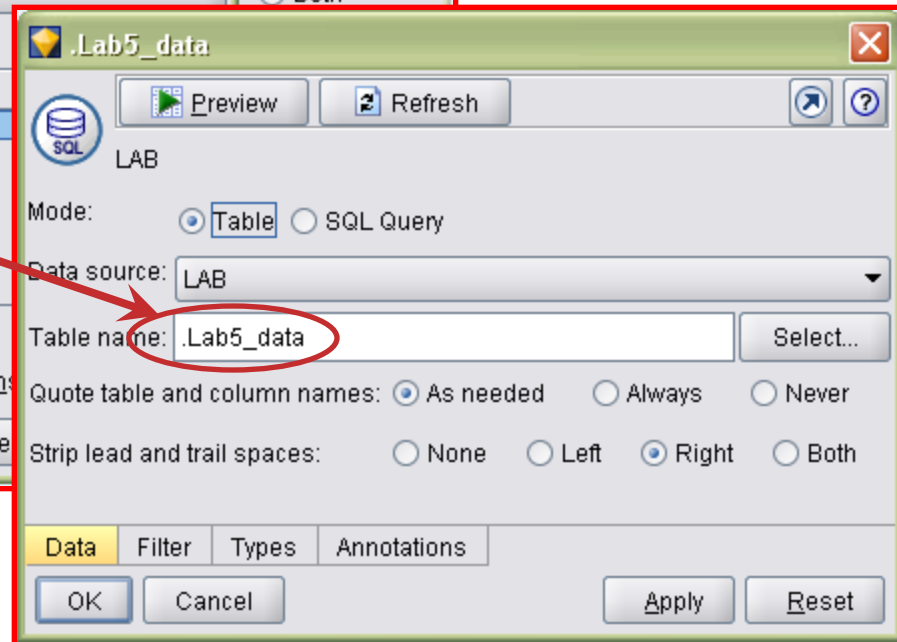 .Lab5_data
Preview Refresh
SQL
LAB
Mode: Table SQL Query
Data source: LAB
Table name: .Lab5_data Select...
Quote table and column names: As needed Always Never
Strip lead and trail spaces: None Left Right Both
Data Filter Types Annotations
OK Cancel Apply Reset